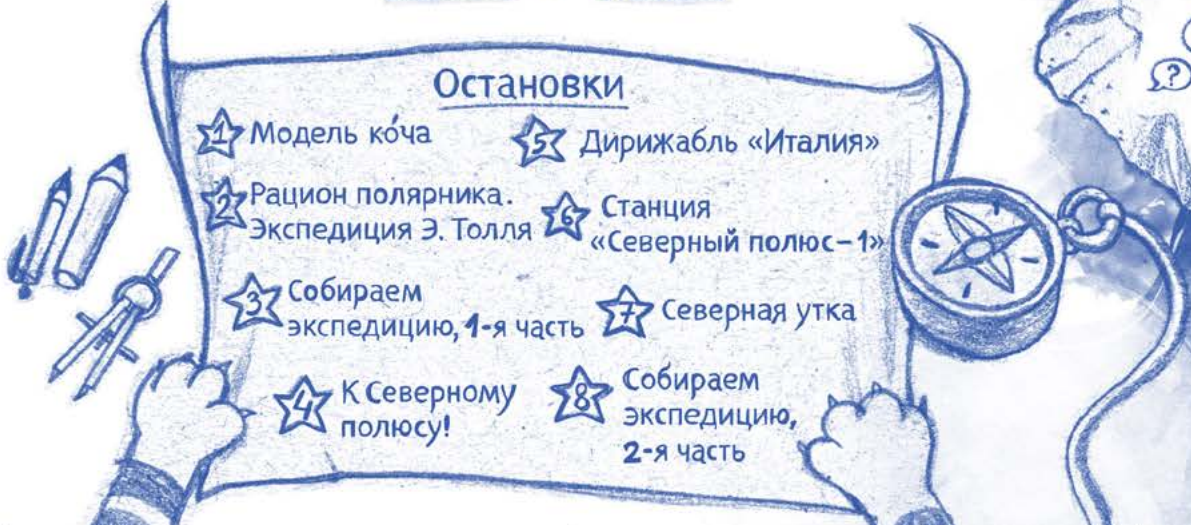 Остановки
1 Модель ко́ча
2 Рацион полярника.
Экспедиция Э. Толля
3 Собираем
экспедицию, 1-я часть
4 К Северному
полюсу!
5 Дирижабль «Италия»
6 Станция
«Северный полюс–1»
7 Северная утка
8 Собираем
экспедицию,
2-я часть
?